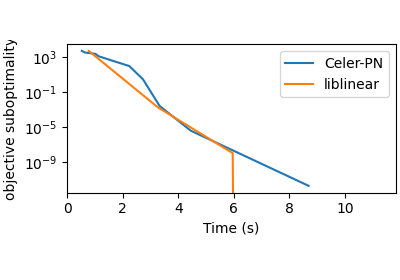 objective suboptimality
10³
10⁻¹
10⁻⁵
10⁻⁹
Celer-PN
liblinear
0 2 4 6 8 10
Time (s)